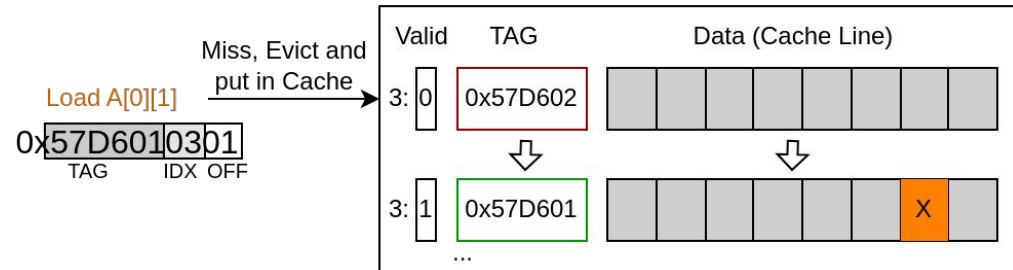 Valid TAG Data (Cache Line)
Miss, Evict and
put in Cache
Load A[0][1]
3: 0 0x57D602
0x57D6010301
TAG IDX OFF
3: 1 0x57D601 X
...